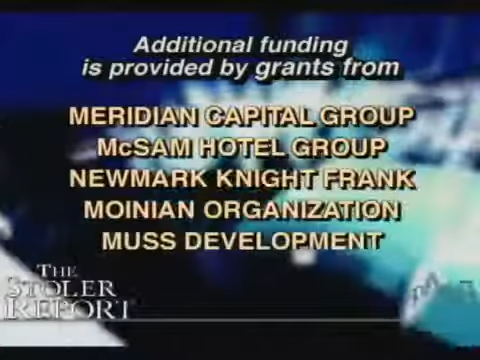 Additional funding
is provided by grants from
MERIDIAN CAPITAL GROUP
McSAM HOTEL GROUP
NEWMARK KNIGHT FRANK
MOINIAN ORGANIZATION
MUSS DEVELOPMENT
THE
STOLER
REPORT